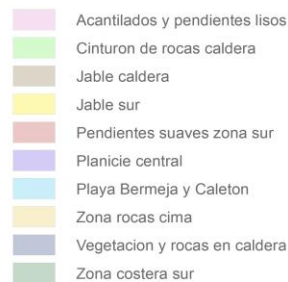 Acantilados y pendientes lisos
Cinturon de rocas caldera
Jable caldera
Jable sur
Pendientes suaves zona sur
Planicie central
Playa Bermeja y Caleton
Zona rocas cima
Vegetacion y rocas en caldera
Zona costera sur